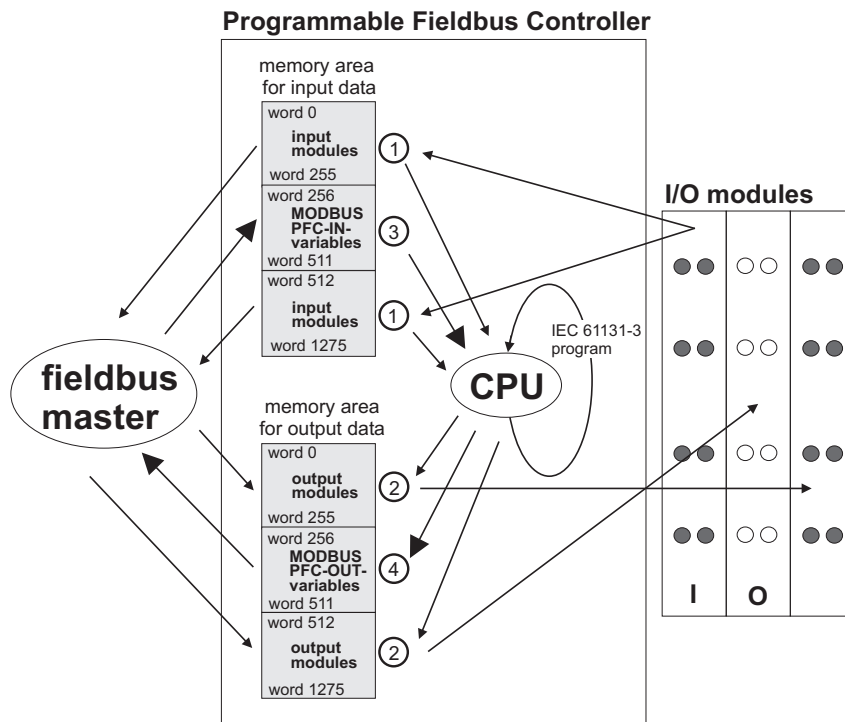 Programmable Fieldbus Controller
memory area
for input data
word 0
input
modules
word 255
1
word 256
MODBUS
PFC-IN-
variables
word 511
3
word 512
input
modules
word 1275
1
I/O modules
IEC 61131-3
program
CPU
fieldbus
master
memory area
for output data
word 0
output
modules
word 255
2
word 256
MODBUS
PFC-OUT-
variables
word 511
4
word 512
output
modules
word 1275
2
I
O